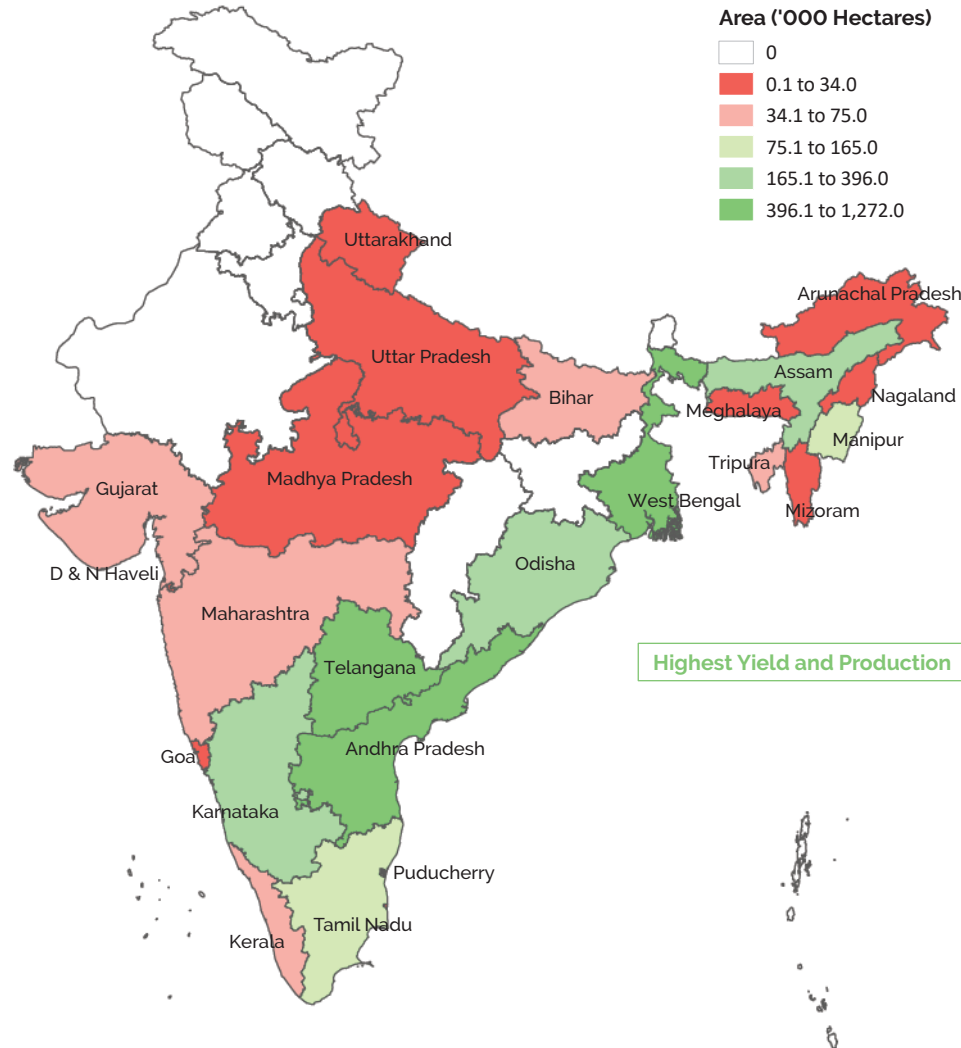 Area ('000 Hectares)
0
0.1 to 34.0
34.1 to 75.0
75.1 to 165.0
165.1 to 396.0
396.1 to 1,272.0
Uttarakhand
Arunachal Pradesh
Uttar Pradesh
Assam
Bihar
Nagaland
Meghalaya
Manipur
Tripura
Gujarat
Madhya Pradesh
West Bengal
Mizoram
Odisha
D & N Haveli
Maharashtra
Telangana
Highest Yield and Production
Andhra Pradesh
Goa
Karnataka
Puducherry
Tamil Nadu
Kerala